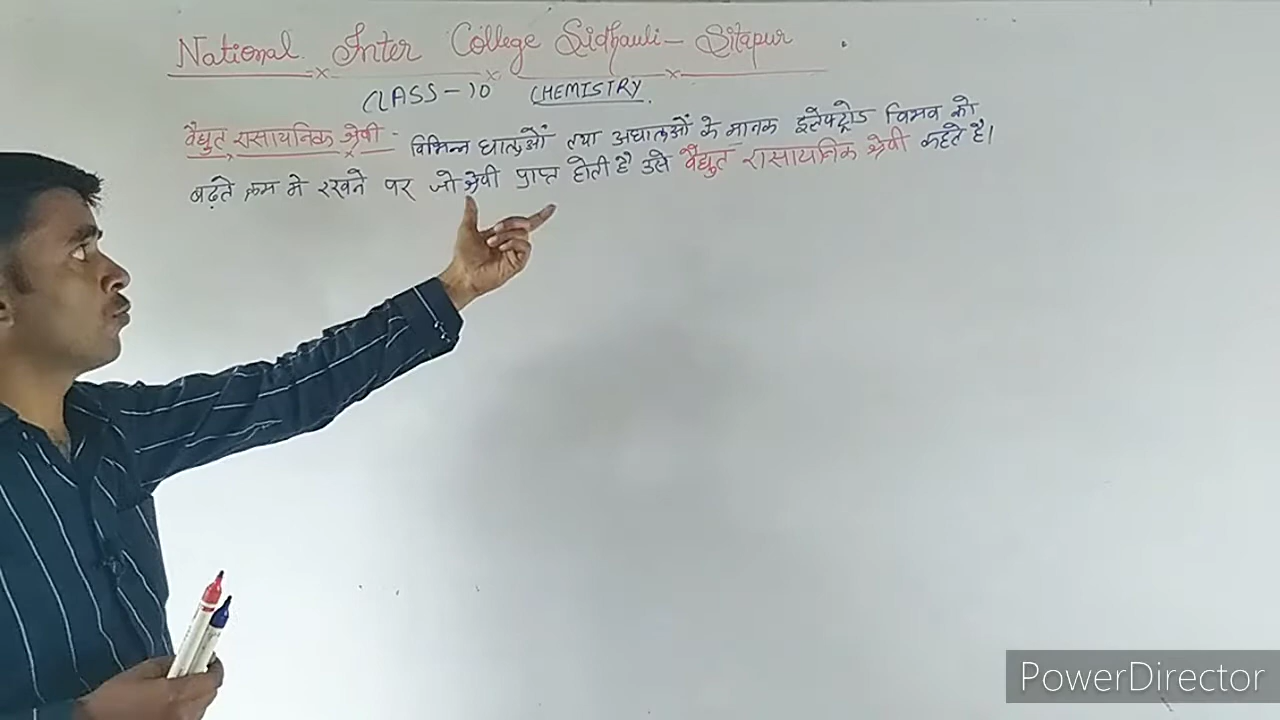 National Inter College Sidhauli - Sitapur
CLASS - 10 CHEMISTRY
वैद्युत रासायनिक श्रेणी - विभिन्न धातुओं तथा अधातुओं के मानक इलेक्ट्रोड विभव को
बढ़ते क्रम मे रखने पर जो श्रेणी प्राप्त होती है उसे वैद्युत रासायनिक श्रेणी कहते है।
PowerDirector